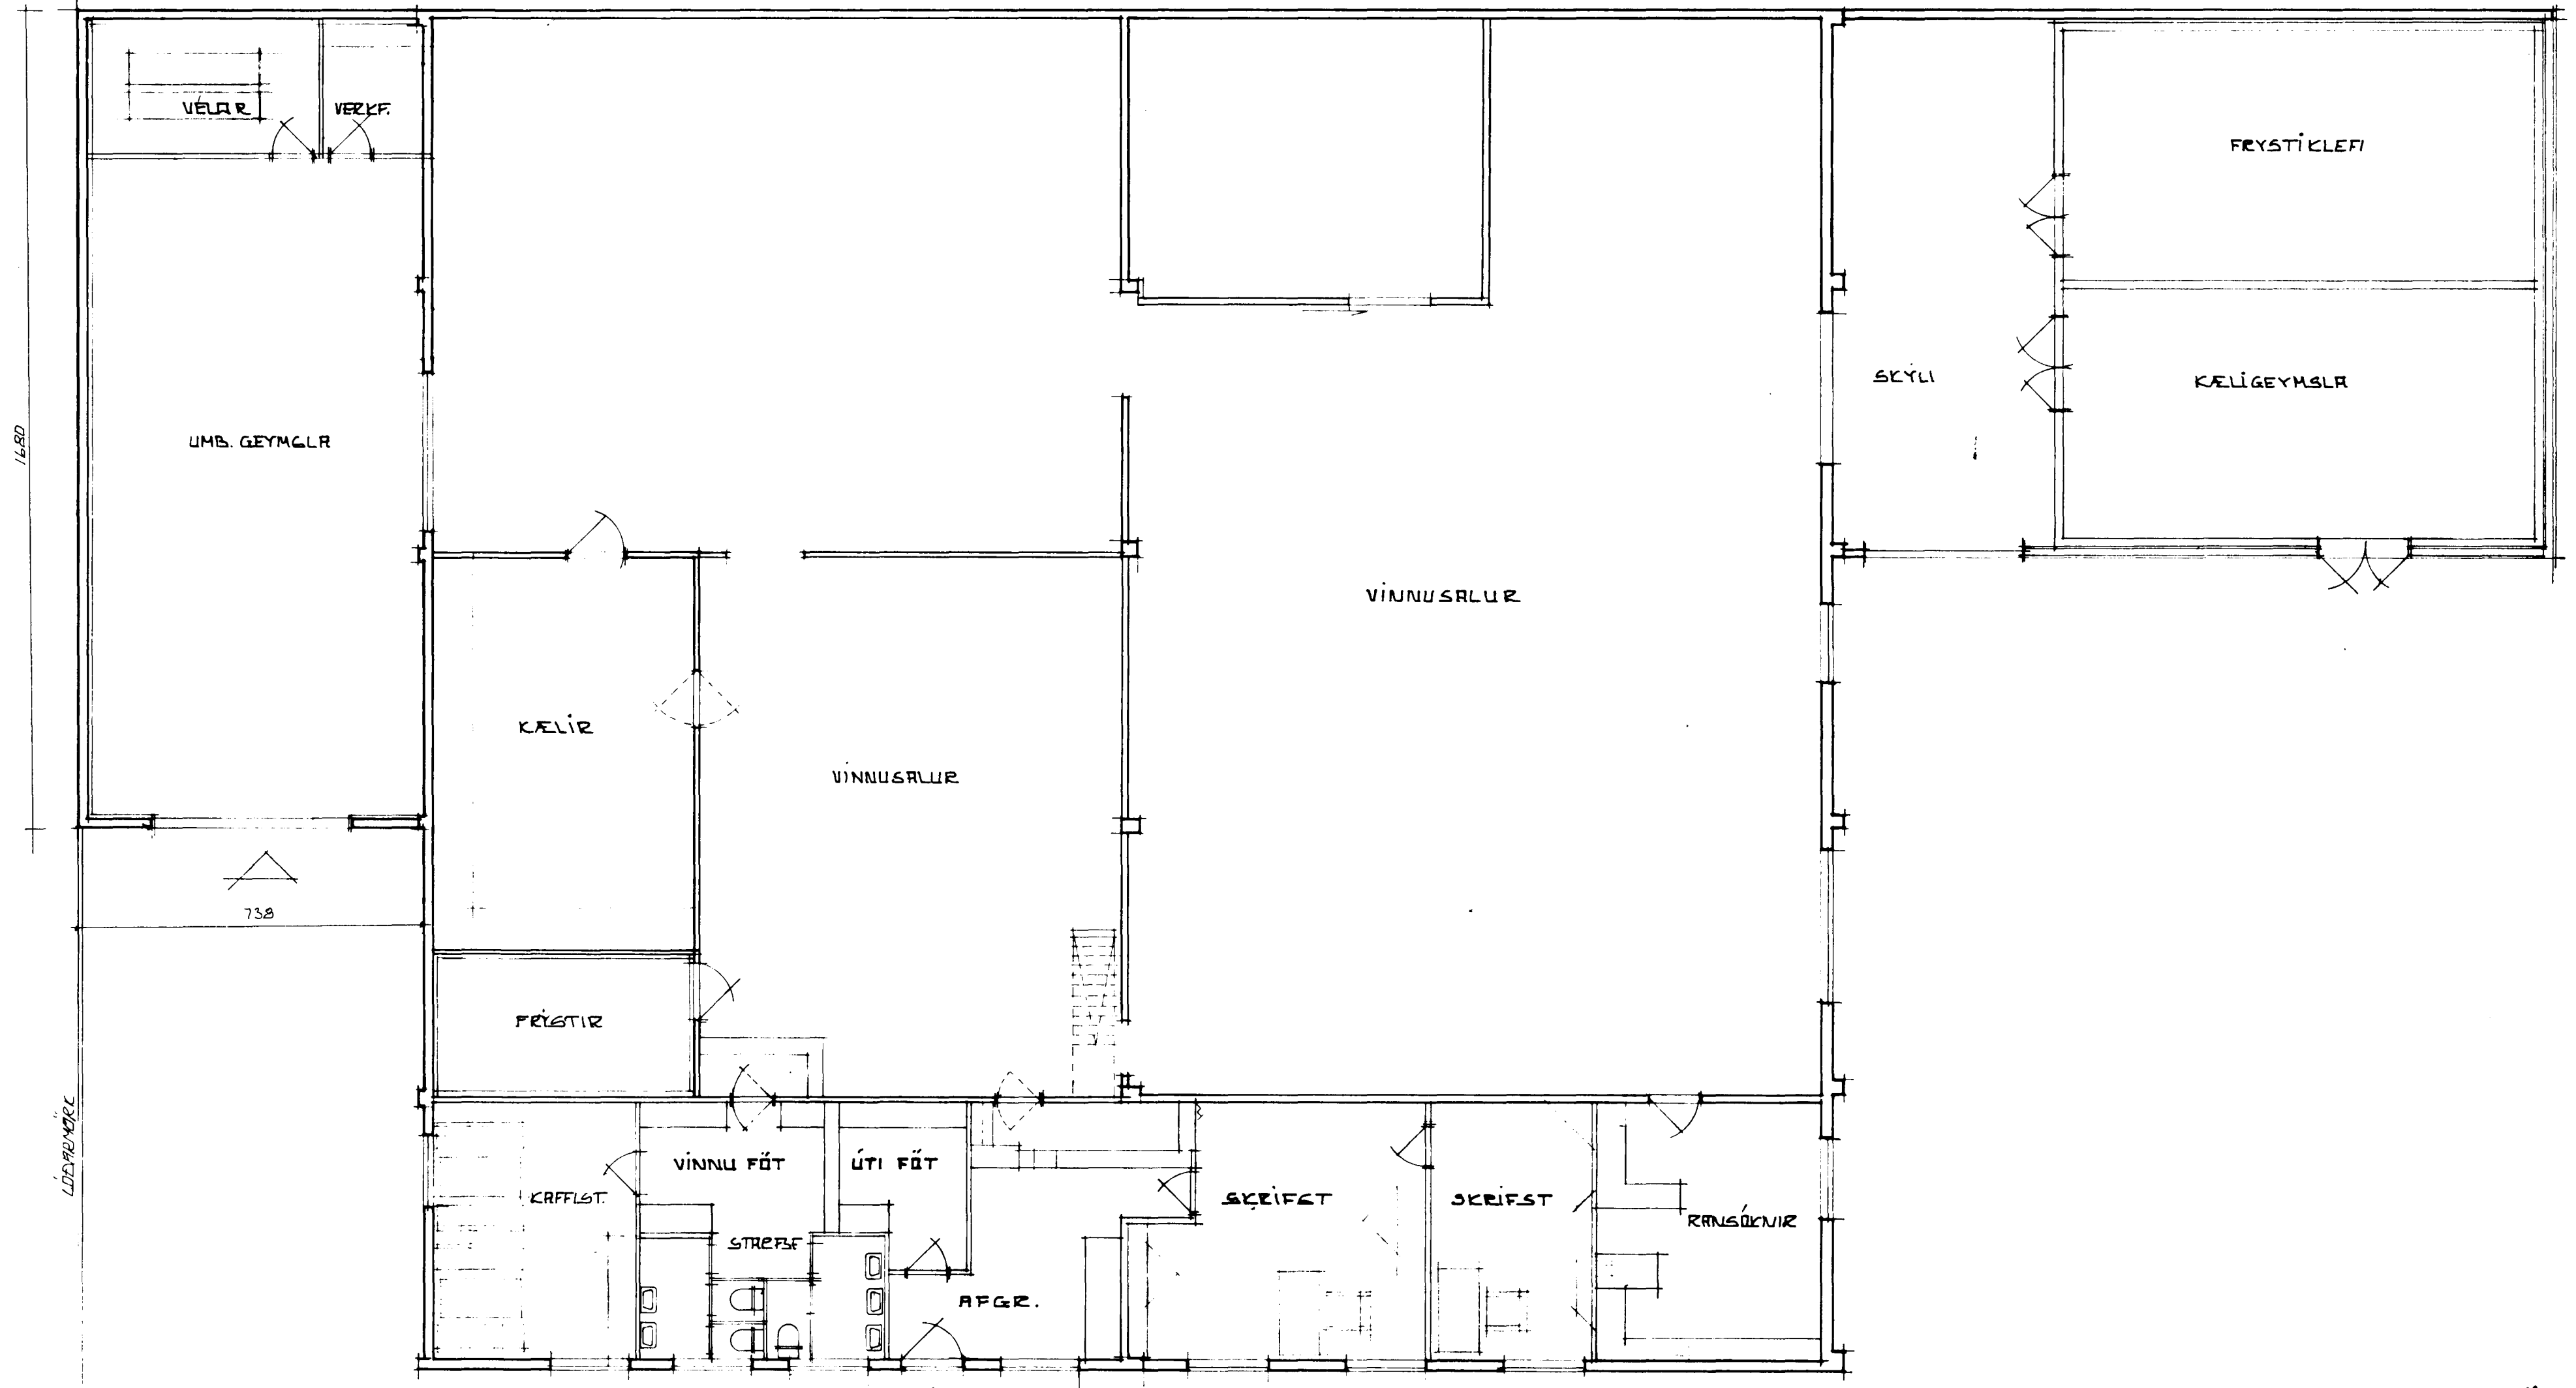 VÉLAR
VERKF.
FRYSTIKLEFI
SKÝLI
KÆLIGEYMSLA
UMB. GEYMSLA
1680
VINNUSALUR
KÆLIR
VINNUSALUR
738
FRYSTIR
LÓÐARMÖRK
VINNU FÖT
ÚTI FÖT
KAFFIST.
SKRIFST
SKRIFST
RANSÓKNIR
STARFSF
AFGR.